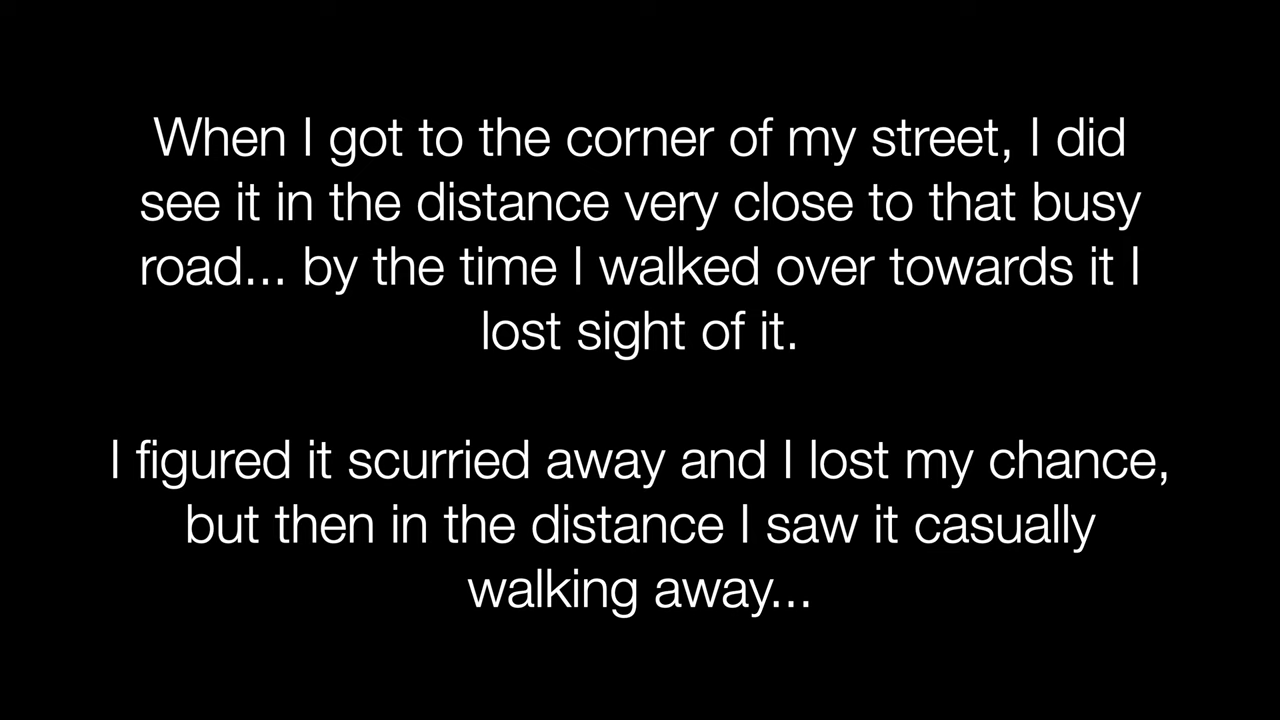 When I got to the corner of my street, I did
see it in the distance very close to that busy
road... by the time I walked over towards it I
lost sight of it.
I figured it scurried away and I lost my chance,
but then in the distance I saw it casually
walking away...